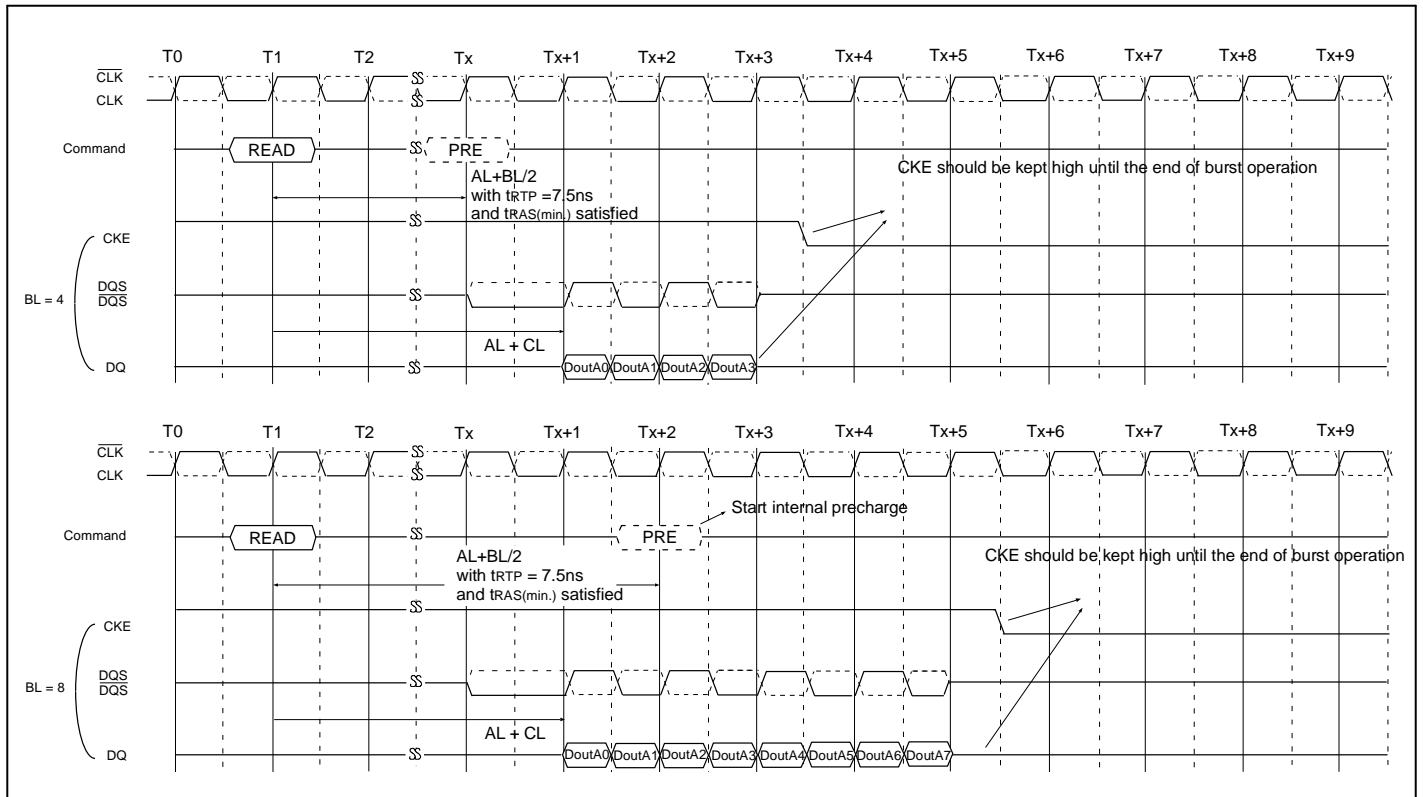 T0 T1 T2 Tx Tx+1 Tx+2 Tx+3 Tx+4 Tx+5 Tx+6 Tx+7 Tx+8 Tx+9
CLK
CLK
Command READ PRE
CKE should be kept high until the end of burst operation
AL+BL/2
with tRTP =7.5ns
and tRAS(min.) satisfied
CKE
BL = 4
DQS
DQS
AL + CL
DQ DoutA0 DoutA1 DoutA2 DoutA3
T0 T1 T2 Tx Tx+1 Tx+2 Tx+3 Tx+4 Tx+5 Tx+6 Tx+7 Tx+8 Tx+9
CLK
CLK
Start internal precharge
Command READ PRE
AL+BL/2
with tRTP = 7.5ns
and tRAS(min.) satisfied
CKE should be kept high until the end of burst operation
CKE
BL = 8
DQS
DQS
AL + CL
DQ DoutA0 DoutA1 DoutA2 DoutA3 DoutA4 DoutA5 DoutA6 DoutA7